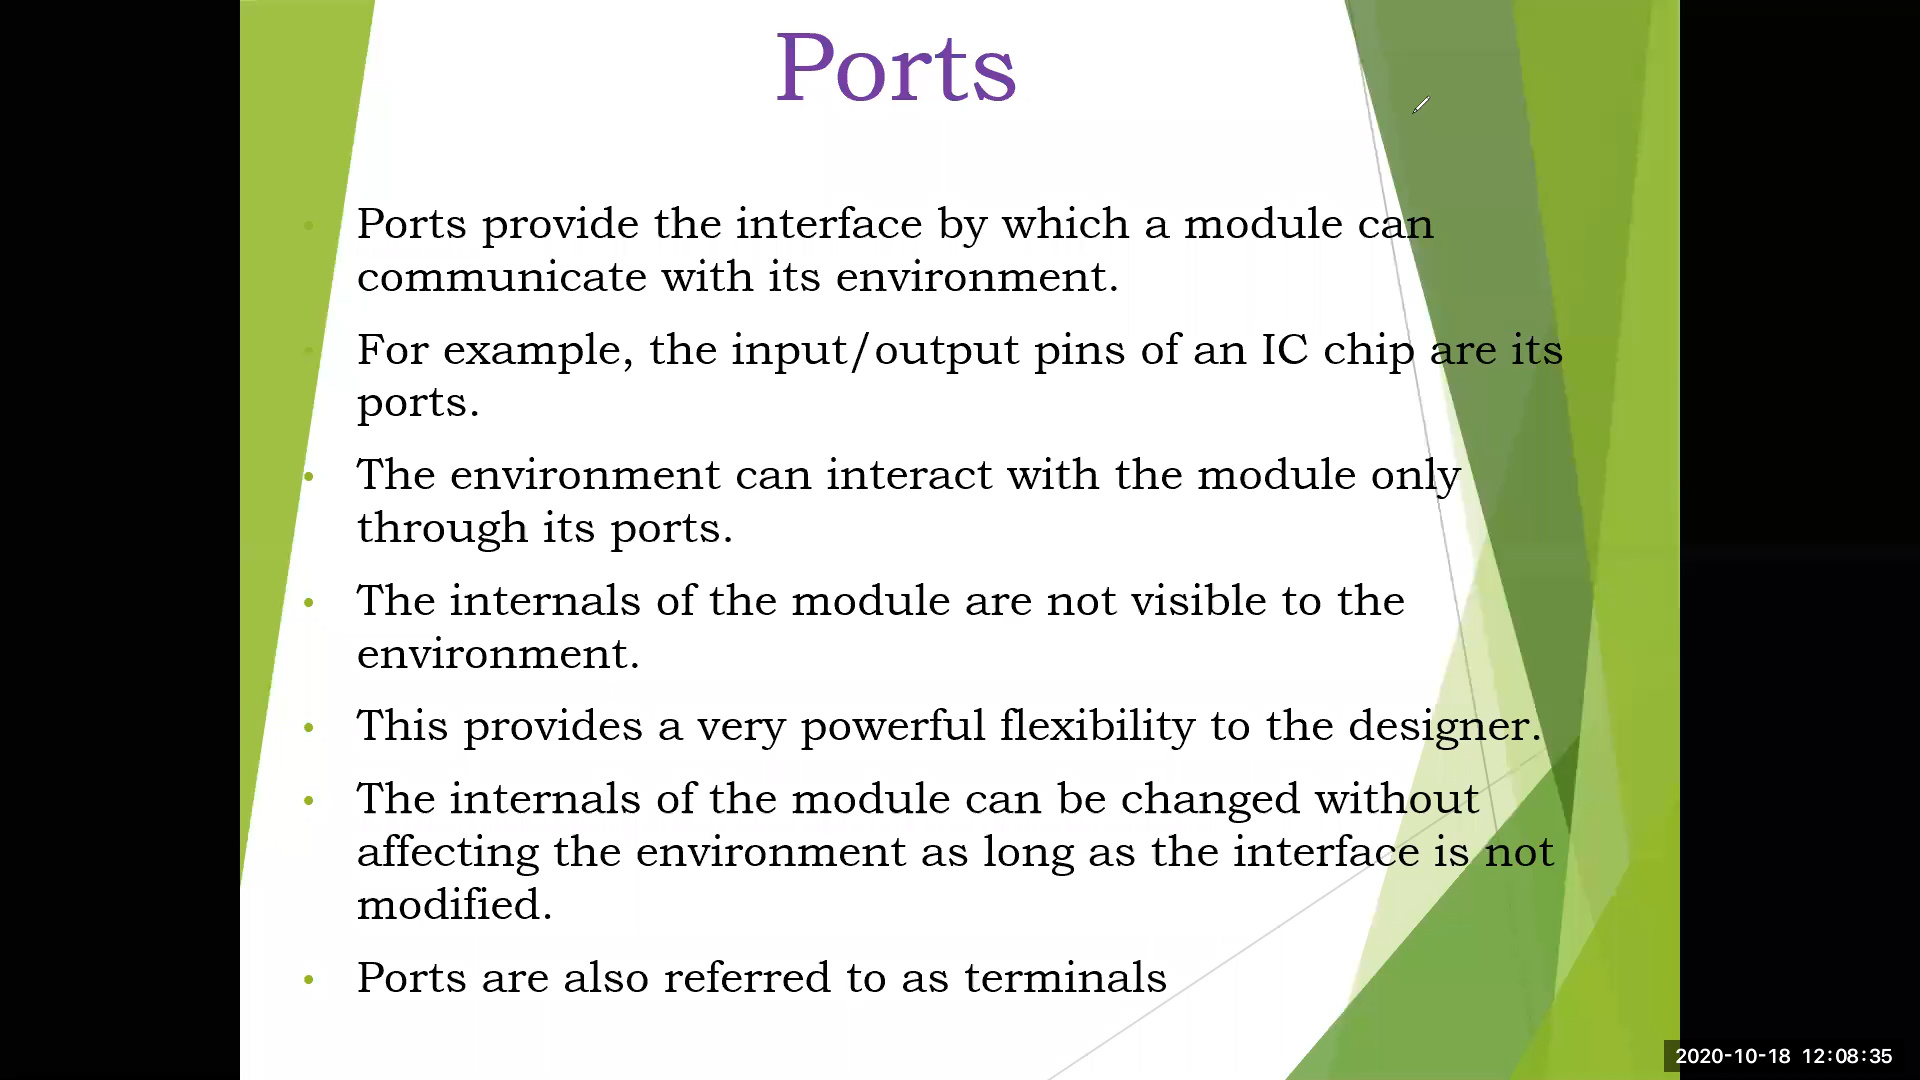 Ports
Ports provide the interface by which a module can
communicate with its environment.
For example, the input/output pins of an IC chip are its
ports.
The environment can interact with the module only
through its ports.
The internals of the module are not visible to the
environment.
This provides a very powerful flexibility to the designer.
The internals of the module can be changed without
affecting the environment as long as the interface is not
modified.
Ports are also referred to as terminals
2020-10-18 12:08:35